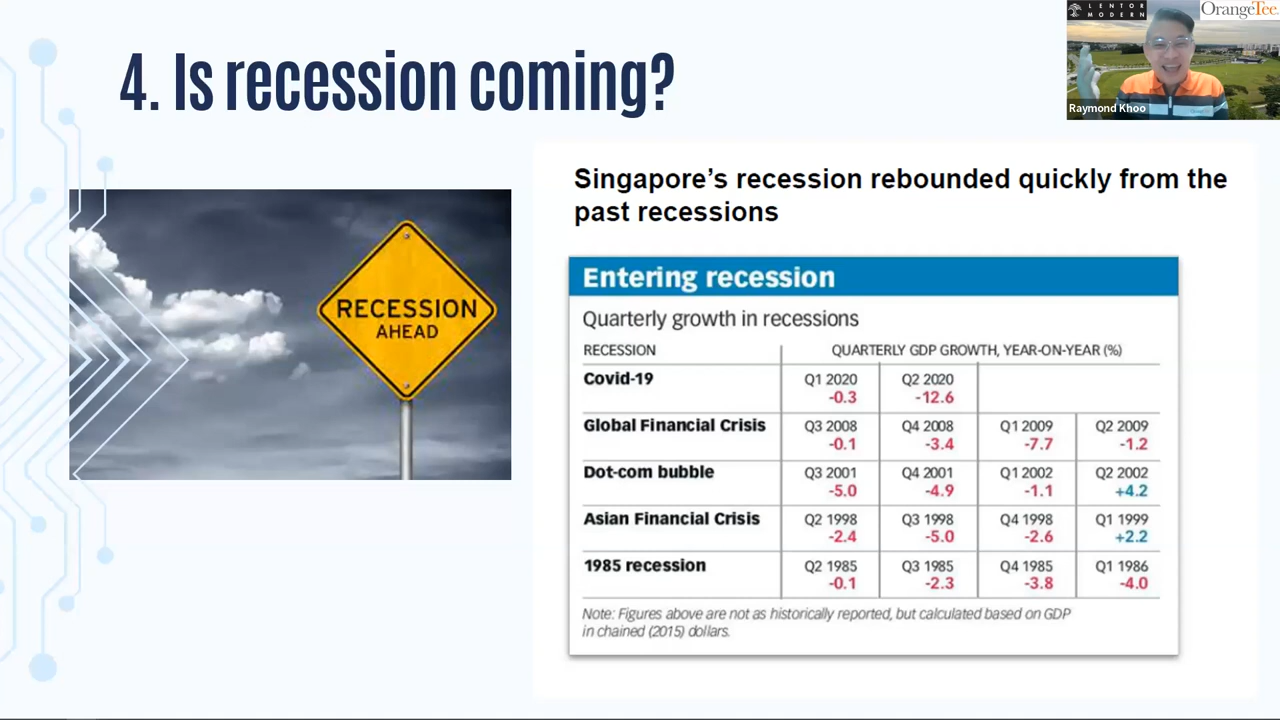 4. Is recession coming?
LENTOR
MODERN
OrangeTee
Raymond Khoo
RECESSION
AHEAD
Singapore’s recession rebounded quickly from the
past recessions
Entering recession
Quarterly growth in recessions
RECESSION QUARTERLY GDP GROWTH, YEAR-ON-YEAR (%)
Covid-19 Q1 2020 Q2 2020
-0.3 -12.6
Global Financial Crisis Q3 2008 Q4 2008 Q1 2009 Q2 2009
-0.1 -3.4 -7.7 -1.2
Dot-com bubble Q3 2001 Q4 2001 Q1 2002 Q2 2002
-5.0 -4.9 -1.1 +4.2
Asian Financial Crisis Q2 1998 Q3 1998 Q4 1998 Q1 1999
-2.4 -5.0 -2.6 +2.2
1985 recession Q2 1985 Q3 1985 Q4 1985 Q1 1986
-0.1 -2.3 -3.8 -4.0
Note: Figures above are not as historically reported, but calculated based on GDP
in chained (2015) dollars.